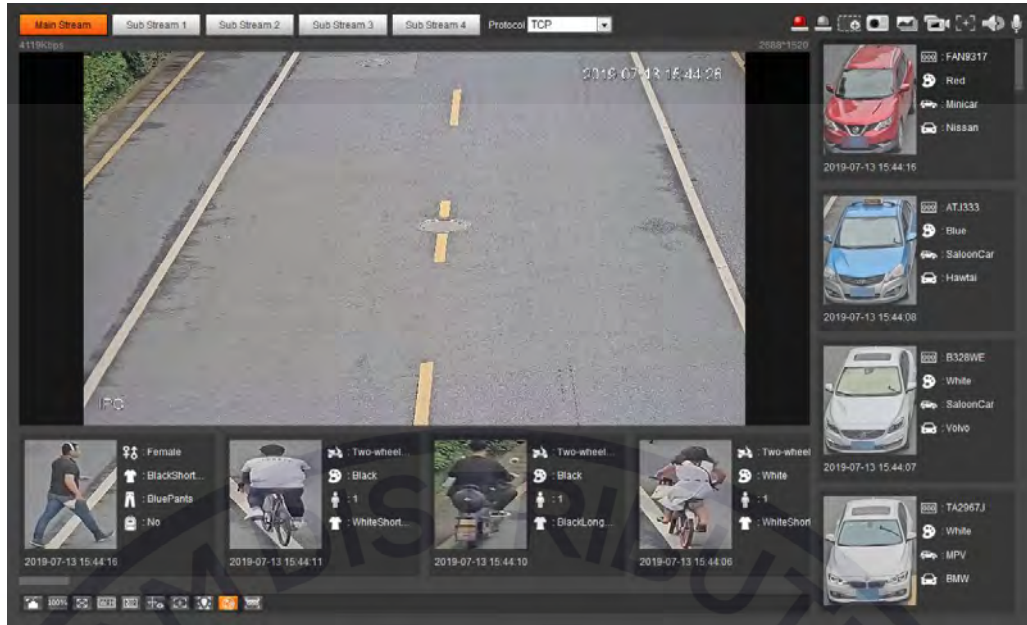 Main Stream
Sub Stream 1
Sub Stream 2
Sub Stream 3
Sub Stream 4
Protocol TCP
4119Kbps
2688*1520
2019-07-13 15:44:26
IPC
: FAN9317
: Red
: Minicar
: Nissan
2019-07-13 15:44:16
: ATJ333
: Blue
: SaloonCar
: Hawtai
2019-07-13 15:44:08
: B328WE
: White
: SaloonCar
: Volvo
2019-07-13 15:44:07
: TA2967J
: White
: MPV
: BMW
: Female
: BlackShort...
: BluePants
: No
2019-07-13 15:44:16
: Two-wheel...
: Black
: 1
: WhiteShort...
2019-07-13 15:44:11
: Two-wheel...
: Black
: 1
: BlackLong...
2019-07-13 15:44:10
: Two-wheel
: White
: 1
: WhiteShort
2019-07-13 15:44:06
100%